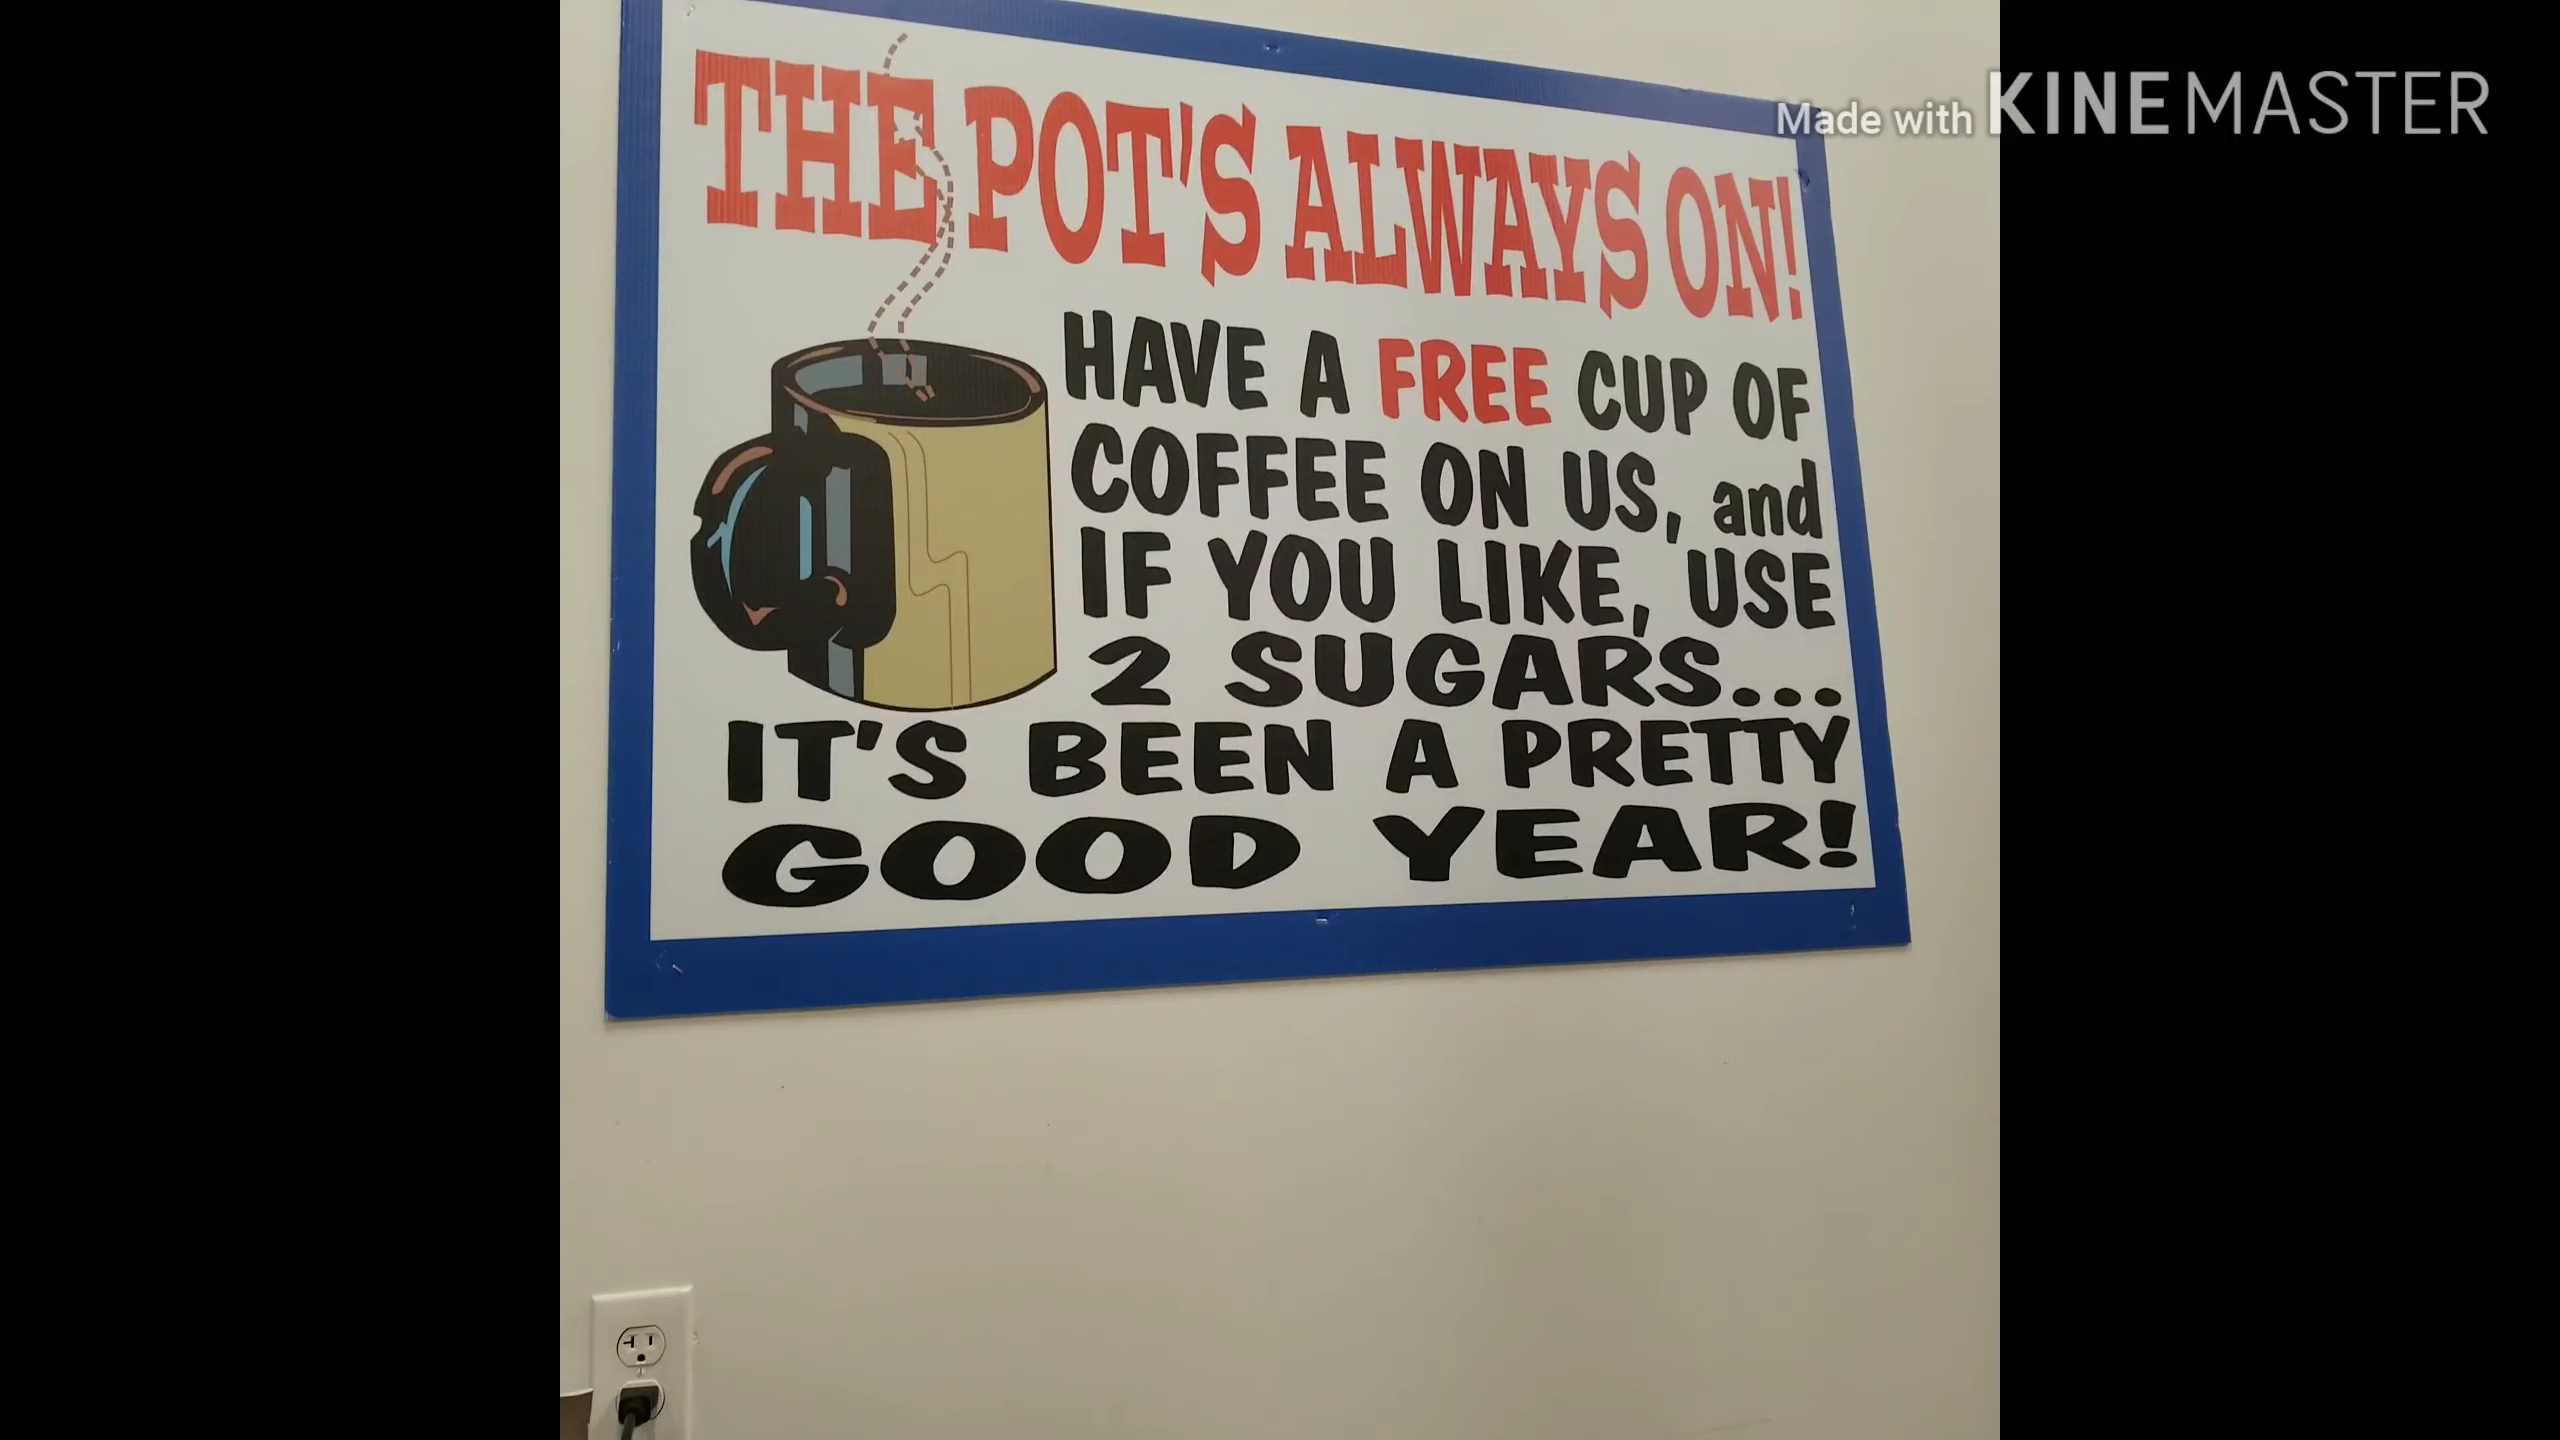 Made with KINEMASTER
THE POT'S ALWAYS ON!
HAVE A FREE CUP OF
COFFEE ON US, and
IF YOU LIKE, USE
2 SUGARS...
IT'S BEEN A PRETTY
GOOD YEAR!